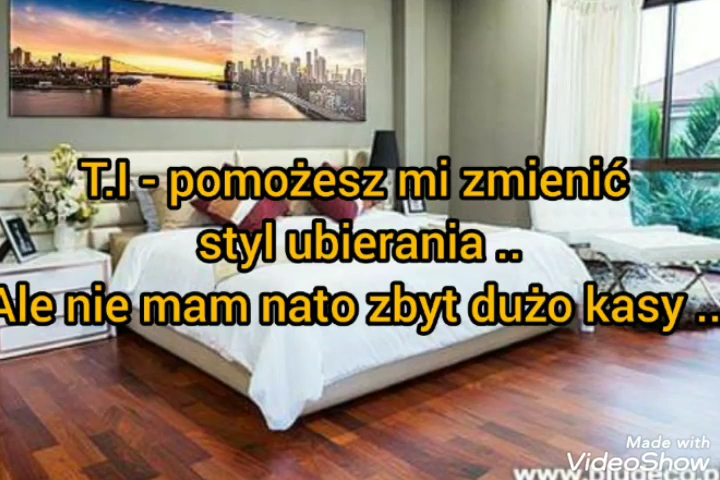 T.I - pomożesz mi zmienić
styl ubierania ..
Ale nie mam nato zbyt dużo kasy ..
Made with
VideoShow